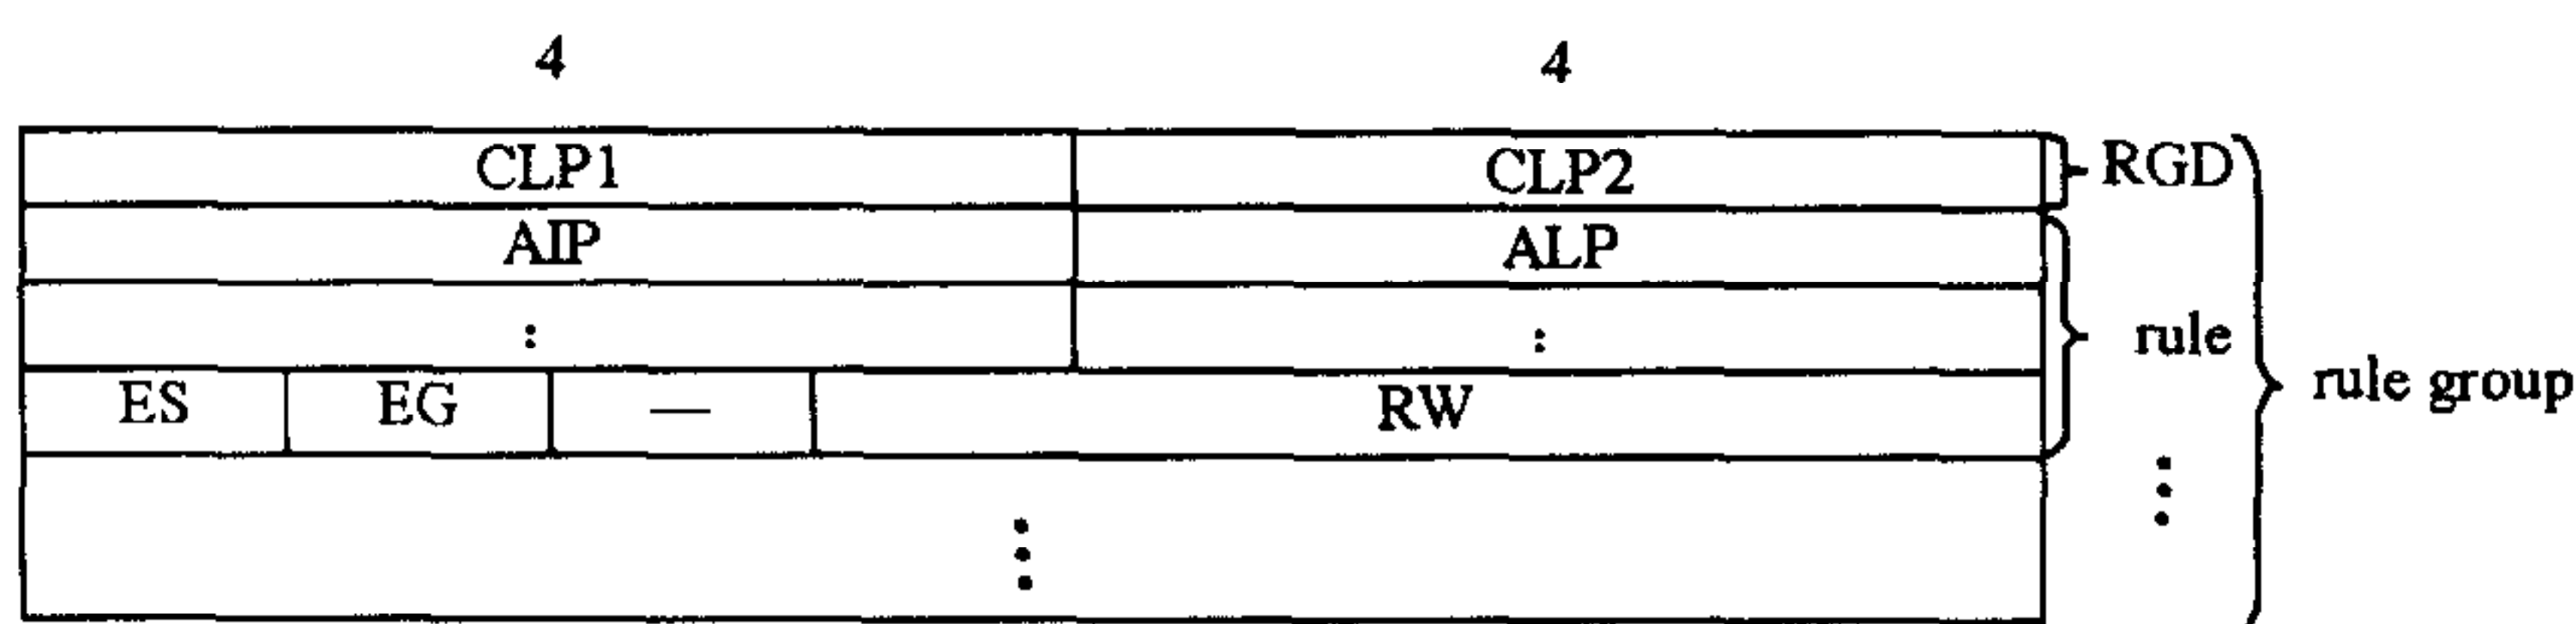 4 4
CLP1 CLP2 RGD
AIP ALP
: : rule
ES EG — RW rule group
⋮ ⋮